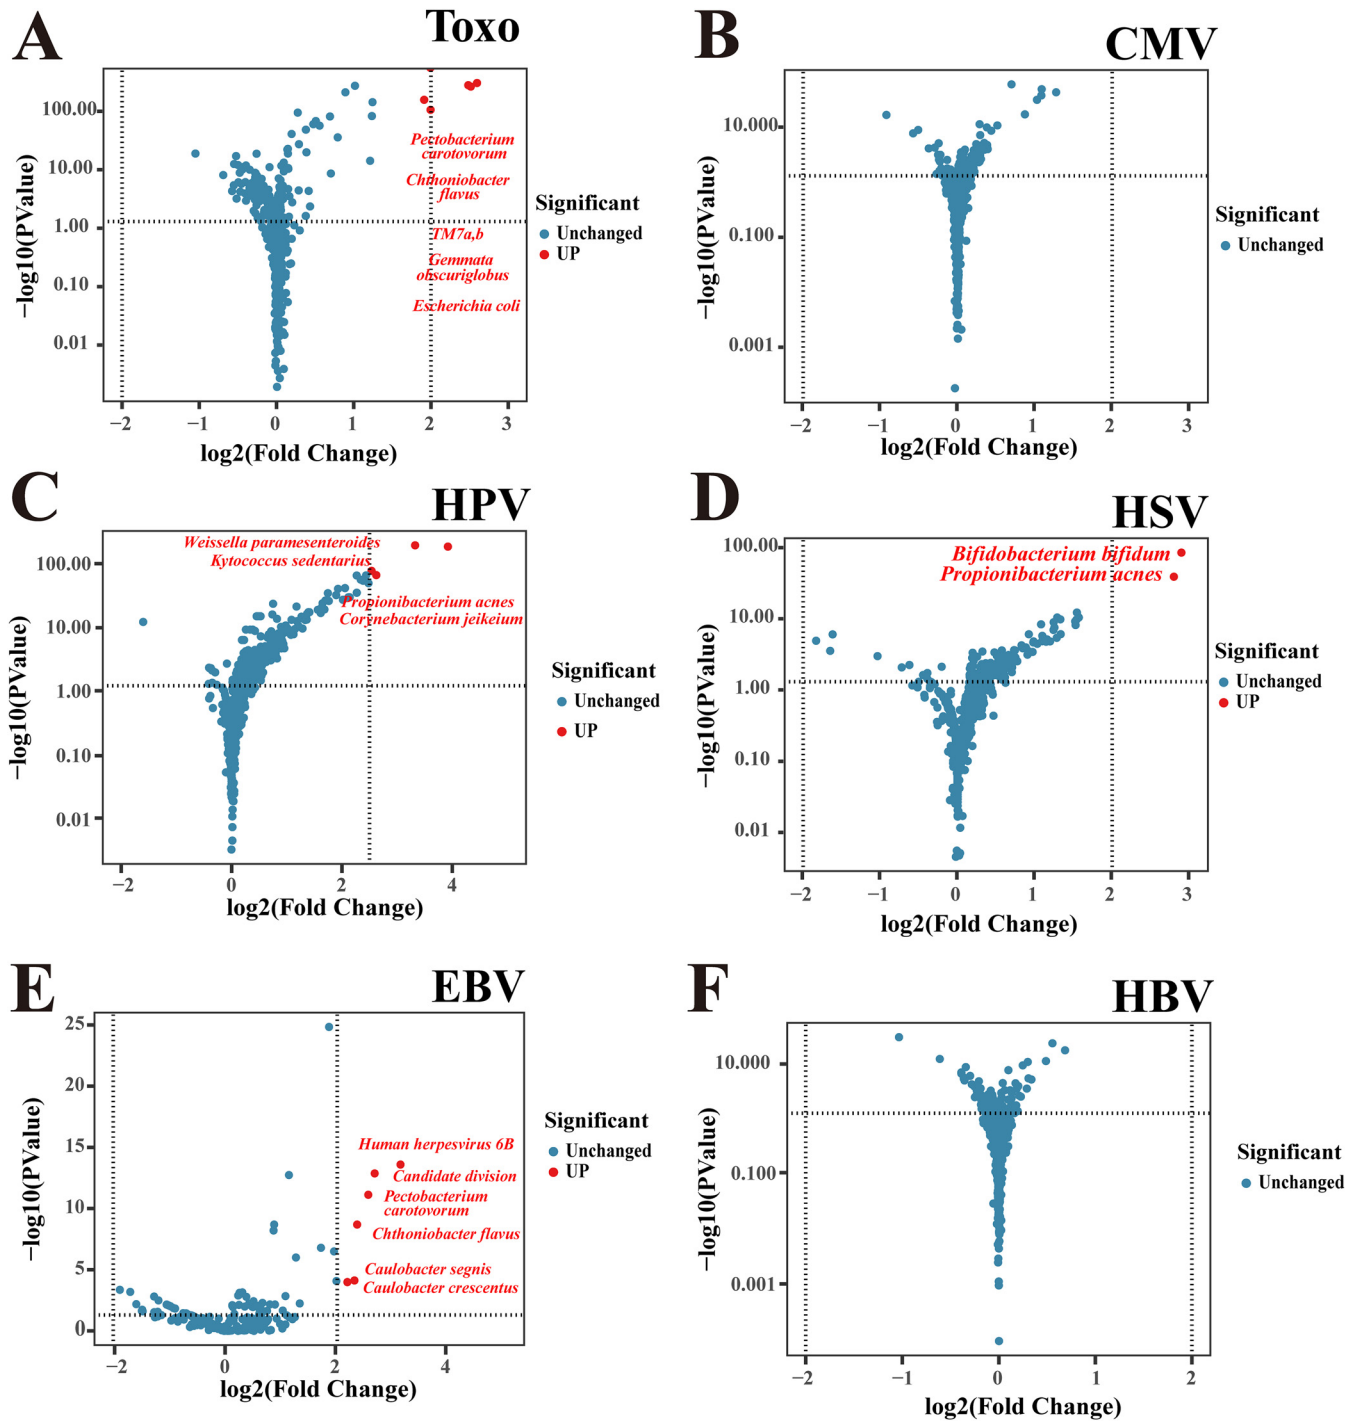 A
Toxo
−log10(PValue)
100.00
10.00
1.00
0.10
0.01
Pectobacterium
carotovorum
Chthoniobacter
flavus
TM7a,b
Gemmata
obscuriglobus
Escherichia coli
−2
−1
0
1
2
3
log2(Fold Change)
Significant
Unchanged
UP
B
CMV
−log10(PValue)
10.000
0.100
0.001
−2
−1
0
1
2
3
log2(Fold Change)
Significant
Unchanged
C
HPV
−log10(PValue)
100.00
10.00
1.00
0.10
0.01
Weissella paramesenteroides
Kytococcus sedentarius
Propionibacterium acnes
Corynebacterium jeikeium
−2
0
2
4
log2(Fold Change)
Significant
Unchanged
UP
D
HSV
−log10(PValue)
100.00
10.00
1.00
0.10
0.01
Bifidobacterium bifidum
Propionibacterium acnes
−2
−1
0
1
2
3
log2(Fold Change)
Significant
Unchanged
UP
E
EBV
−log10(PValue)
25
20
15
10
5
0
Human herpesvirus 6B
Candidate division
Pectobacterium
carotovorum
Chthoniobacter flavus
Caulobacter segnis
Caulobacter crescentus
−2
0
2
4
log2(Fold Change)
Significant
Unchanged
UP
F
HBV
−log10(PValue)
10.000
0.100
0.001
−2
−1
0
1
2
log2(Fold Change)
Significant
Unchanged